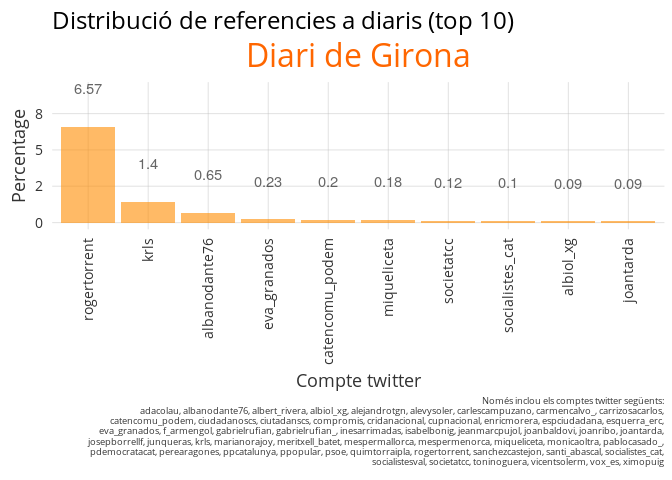 Distribució de referencies a diaris (top 10)
Diari de Girona
Percentage
8
5
2
0
6.57
1.4
0.65
0.23
0.2
0.18
0.12
0.1
0.09
0.09
rogertorrent
krls
albanodante76
eva_granados
catencomu_podem
miqueliceta
societatcc
socialistes_cat
albiol_xg
joantarda
Compte twitter
Només inclou els comptes twitter següents:
adacolau, albanodante76, albert_rivera, albiol_xg, alejandrotgn, alevysoler, carlescampuzano, carmencalvo_, carrizosacarlos,
catencomu_podem, ciudadanoscs, ciutadanscs, compromis, cridanacional, cupnacional, enricmorera, espciudadana, esquerra_erc,
eva_granados, f_armengol, gabrielrufian, gabrielrufian_, inesarrimadas, isabelbonig, jeanmarcpujol, joanbaldovi, joanribo, joantarda,
josepborrellf, junqueras, krls, marianorajoy, meritxell_batet, mespermallorca, mespermenorca, miqueliceta, monicaoltra, pablocasado_,
pdemocratacat, perearagones, ppcatalunya, ppopular, psoe, quimtorraipla, rogertorrent, sanchezcastejon, santi_abascal, socialistes_cat,
socialistesval, societatcc, toninoguera, vicentsolerm, vox_es, ximopuig